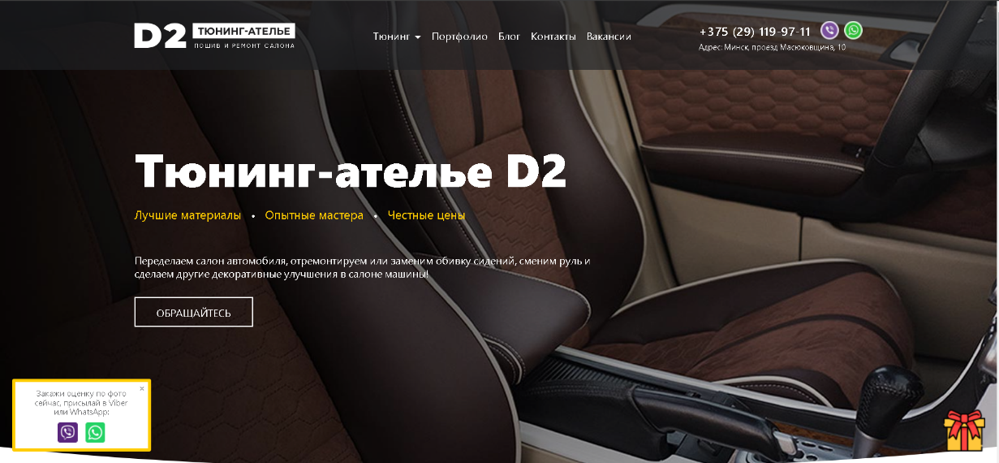 D2 ТЮНИНГ-АТЕЛЬЕ
ПОШИВ И РЕМОНТ САЛОНА
Тюнинг Портфолио Блог Контакты Вакансии
+375 (29) 119-97-11
Адрес: Минск, проезд Масюковщина, 10
Тюнинг-ателье D2
Лучшие материалы • Опытные мастера • Честные цены
Переделаем салон автомобиля, отремонтируем или заменим обивку сидений, сменим руль и
сделаем другие декоративные улучшения в салоне машины!
ОБРАЩАЙТЕСЬ
Закажи оценку по фото
сейчас, присылай в Viber
или WhatsApp: